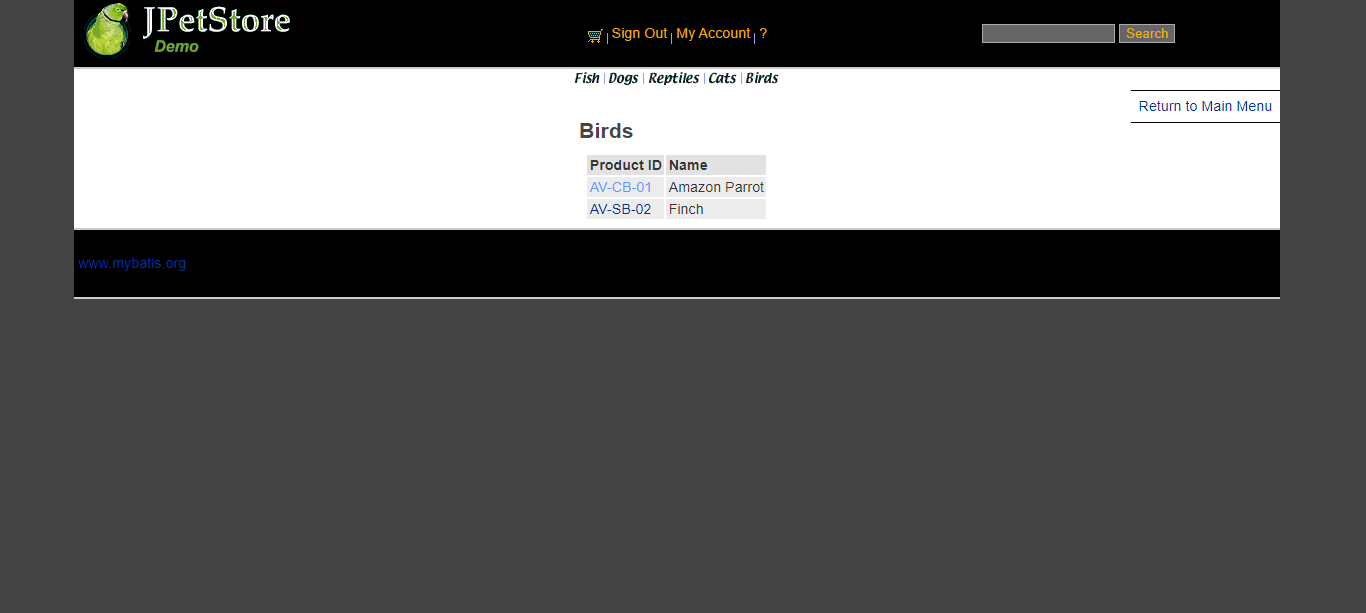 JPetStore
Demo
Sign Out | My Account | ?
Search
Fish | Dogs | Reptiles | Cats | Birds
Return to Main Menu
Birds
Product ID Name
AV-CB-01 Amazon Parrot
AV-SB-02 Finch
www.mybatis.org